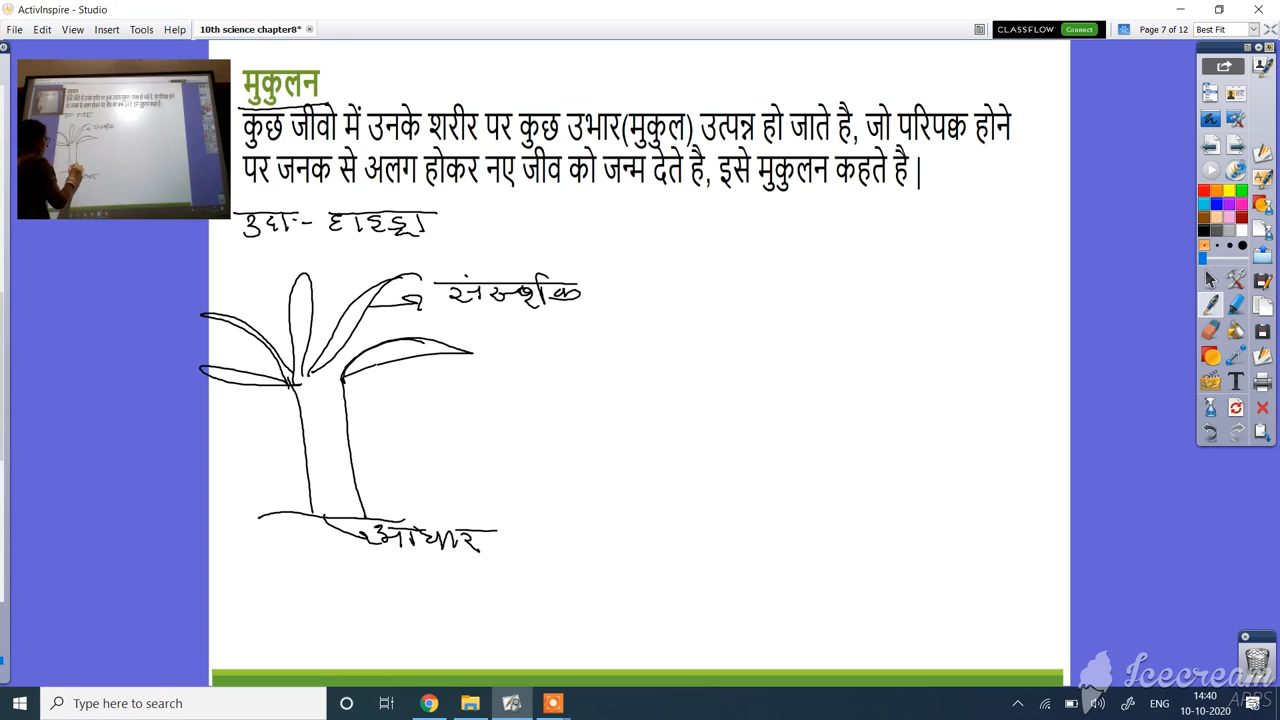 ActivInspire - Studio
File Edit View Insert Tools Help 10th science chapter8* CLASSFLOW Connect Page 7 of 12 Best Fit
मुकुलन
कुछ जीवो में उनके शरीर पर कुछ उभार(मुकुल) उत्पन्न हो जाते है, जो परिपक्व होने
पर जनक से अलग होकर नए जीव को जन्म देते है, इसे मुकुलन कहते है |
उदाः- हाइड्रा
संस्पर्शक
आधार
Icecream
APPS
Type here to search
ENG 14:40
10-10-2020